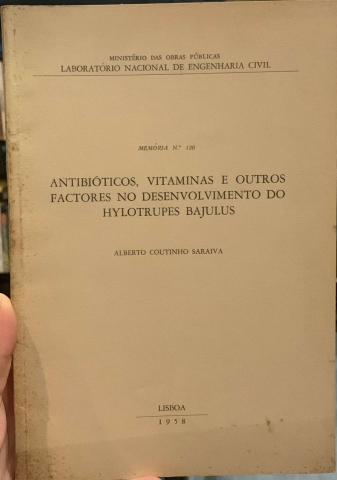 MINISTÉRIO DAS OBRAS PÚBLICAS
LABORATÓRIO NACIONAL DE ENGENHARIA CIVIL
MEMÓRIA N.º 120
ANTIBIÓTICOS, VITAMINAS E OUTROS
FACTORES NO DESENVOLVIMENTO DO
HYLOTRUPES BAJULUS
ALBERTO COUTINHO SARAIVA
LISBOA
1958